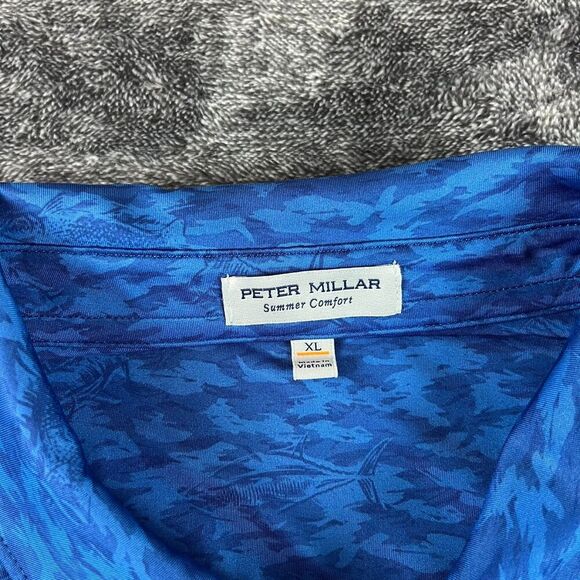 PETER MILLAR
Summer Comfort
XL
Made in
Vietnam